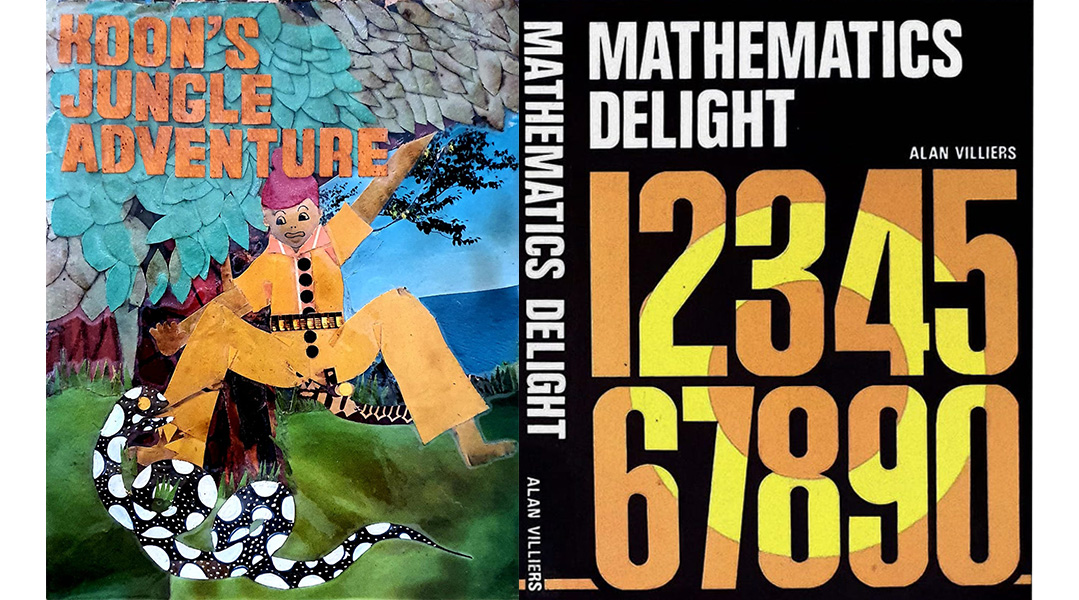 KOON'S
JUNGLE
ADVENTURE
MATHEMATICS DELIGHT
ALAN VILLIERS
MATHEMATICS
DELIGHT
ALAN VILLIERS
12345
67890